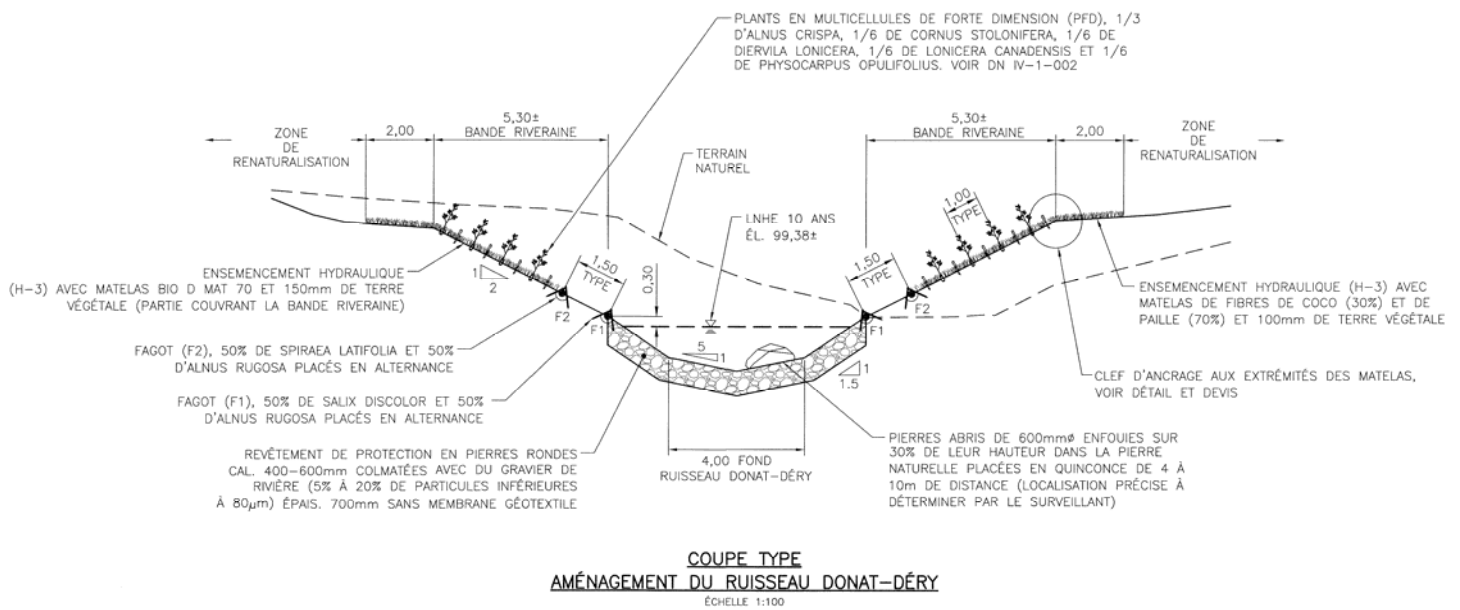 PLANTS EN MULTICELLULES DE FORTE DIMENSION (PFD), 1/3
D'ALNUS CRISPA, 1/6 DE CORNUS STOLONIFERA, 1/6 DE
DIERVILA LONICERA, 1/6 DE LONICERA CANADENSIS ET 1/6
DE PHYSOCARPUS OPULIFOLIUS. VOIR DN IV-1-002
ZONE
DE
RENATURALISATION
2,00
5,30±
BANDE RIVERAINE
TERRAIN
NATUREL
5,30±
BANDE RIVERAINE
2,00
ZONE
DE
RENATURALISATION
1,00
TYPE
LNHE 10 ANS
ÉL. 99,38±
ENSEMENCEMENT HYDRAULIQUE
(H-3) AVEC MATELAS BIO D MAT 70 ET 150mm DE TERRE
VÉGÉTALE (PARTIE COUVRANT LA BANDE RIVERAINE)
1
2
1,50
TYPE
0,30
1,50
TYPE
F2
F1
F1
F2
5
1
1
1.5
ENSEMENCEMENT HYDRAULIQUE (H-3) AVEC
MATELAS DE FIBRES DE COCO (30%) ET DE
PAILLE (70%) ET 100mm DE TERRE VÉGÉTALE
FAGOT (F2), 50% DE SPIRAEA LATIFOLIA ET 50%
D'ALNUS RUGOSA PLACÉS EN ALTERNANCE
CLEF D'ANCRAGE AUX EXTRÉMITÉS DES MATELAS,
VOIR DÉTAIL ET DEVIS
FAGOT (F1), 50% DE SALIX DISCOLOR ET 50%
D'ALNUS RUGOSA PLACÉS EN ALTERNANCE
REVÊTEMENT DE PROTECTION EN PIERRES RONDES
CAL. 400-600mm COLMATÉES AVEC DU GRAVIER DE
RIVIÈRE (5% À 20% DE PARTICULES INFÉRIEURES
À 80µm) ÉPAIS. 700mm SANS MEMBRANE GÉOTEXTILE
4,00 FOND
RUISSEAU DONAT-DÉRY
PIERRES ABRIS DE 600mmø ENFOUIES SUR
30% DE LEUR HAUTEUR DANS LA PIERRE
NATURELLE PLACÉES EN QUINCONCE DE 4 À
10m DE DISTANCE (LOCALISATION PRÉCISE À
DÉTERMINER PAR LE SURVEILLANT)
COUPE TYPE
AMÉNAGEMENT DU RUISSEAU DONAT-DÉRY
ÉCHELLE 1:100